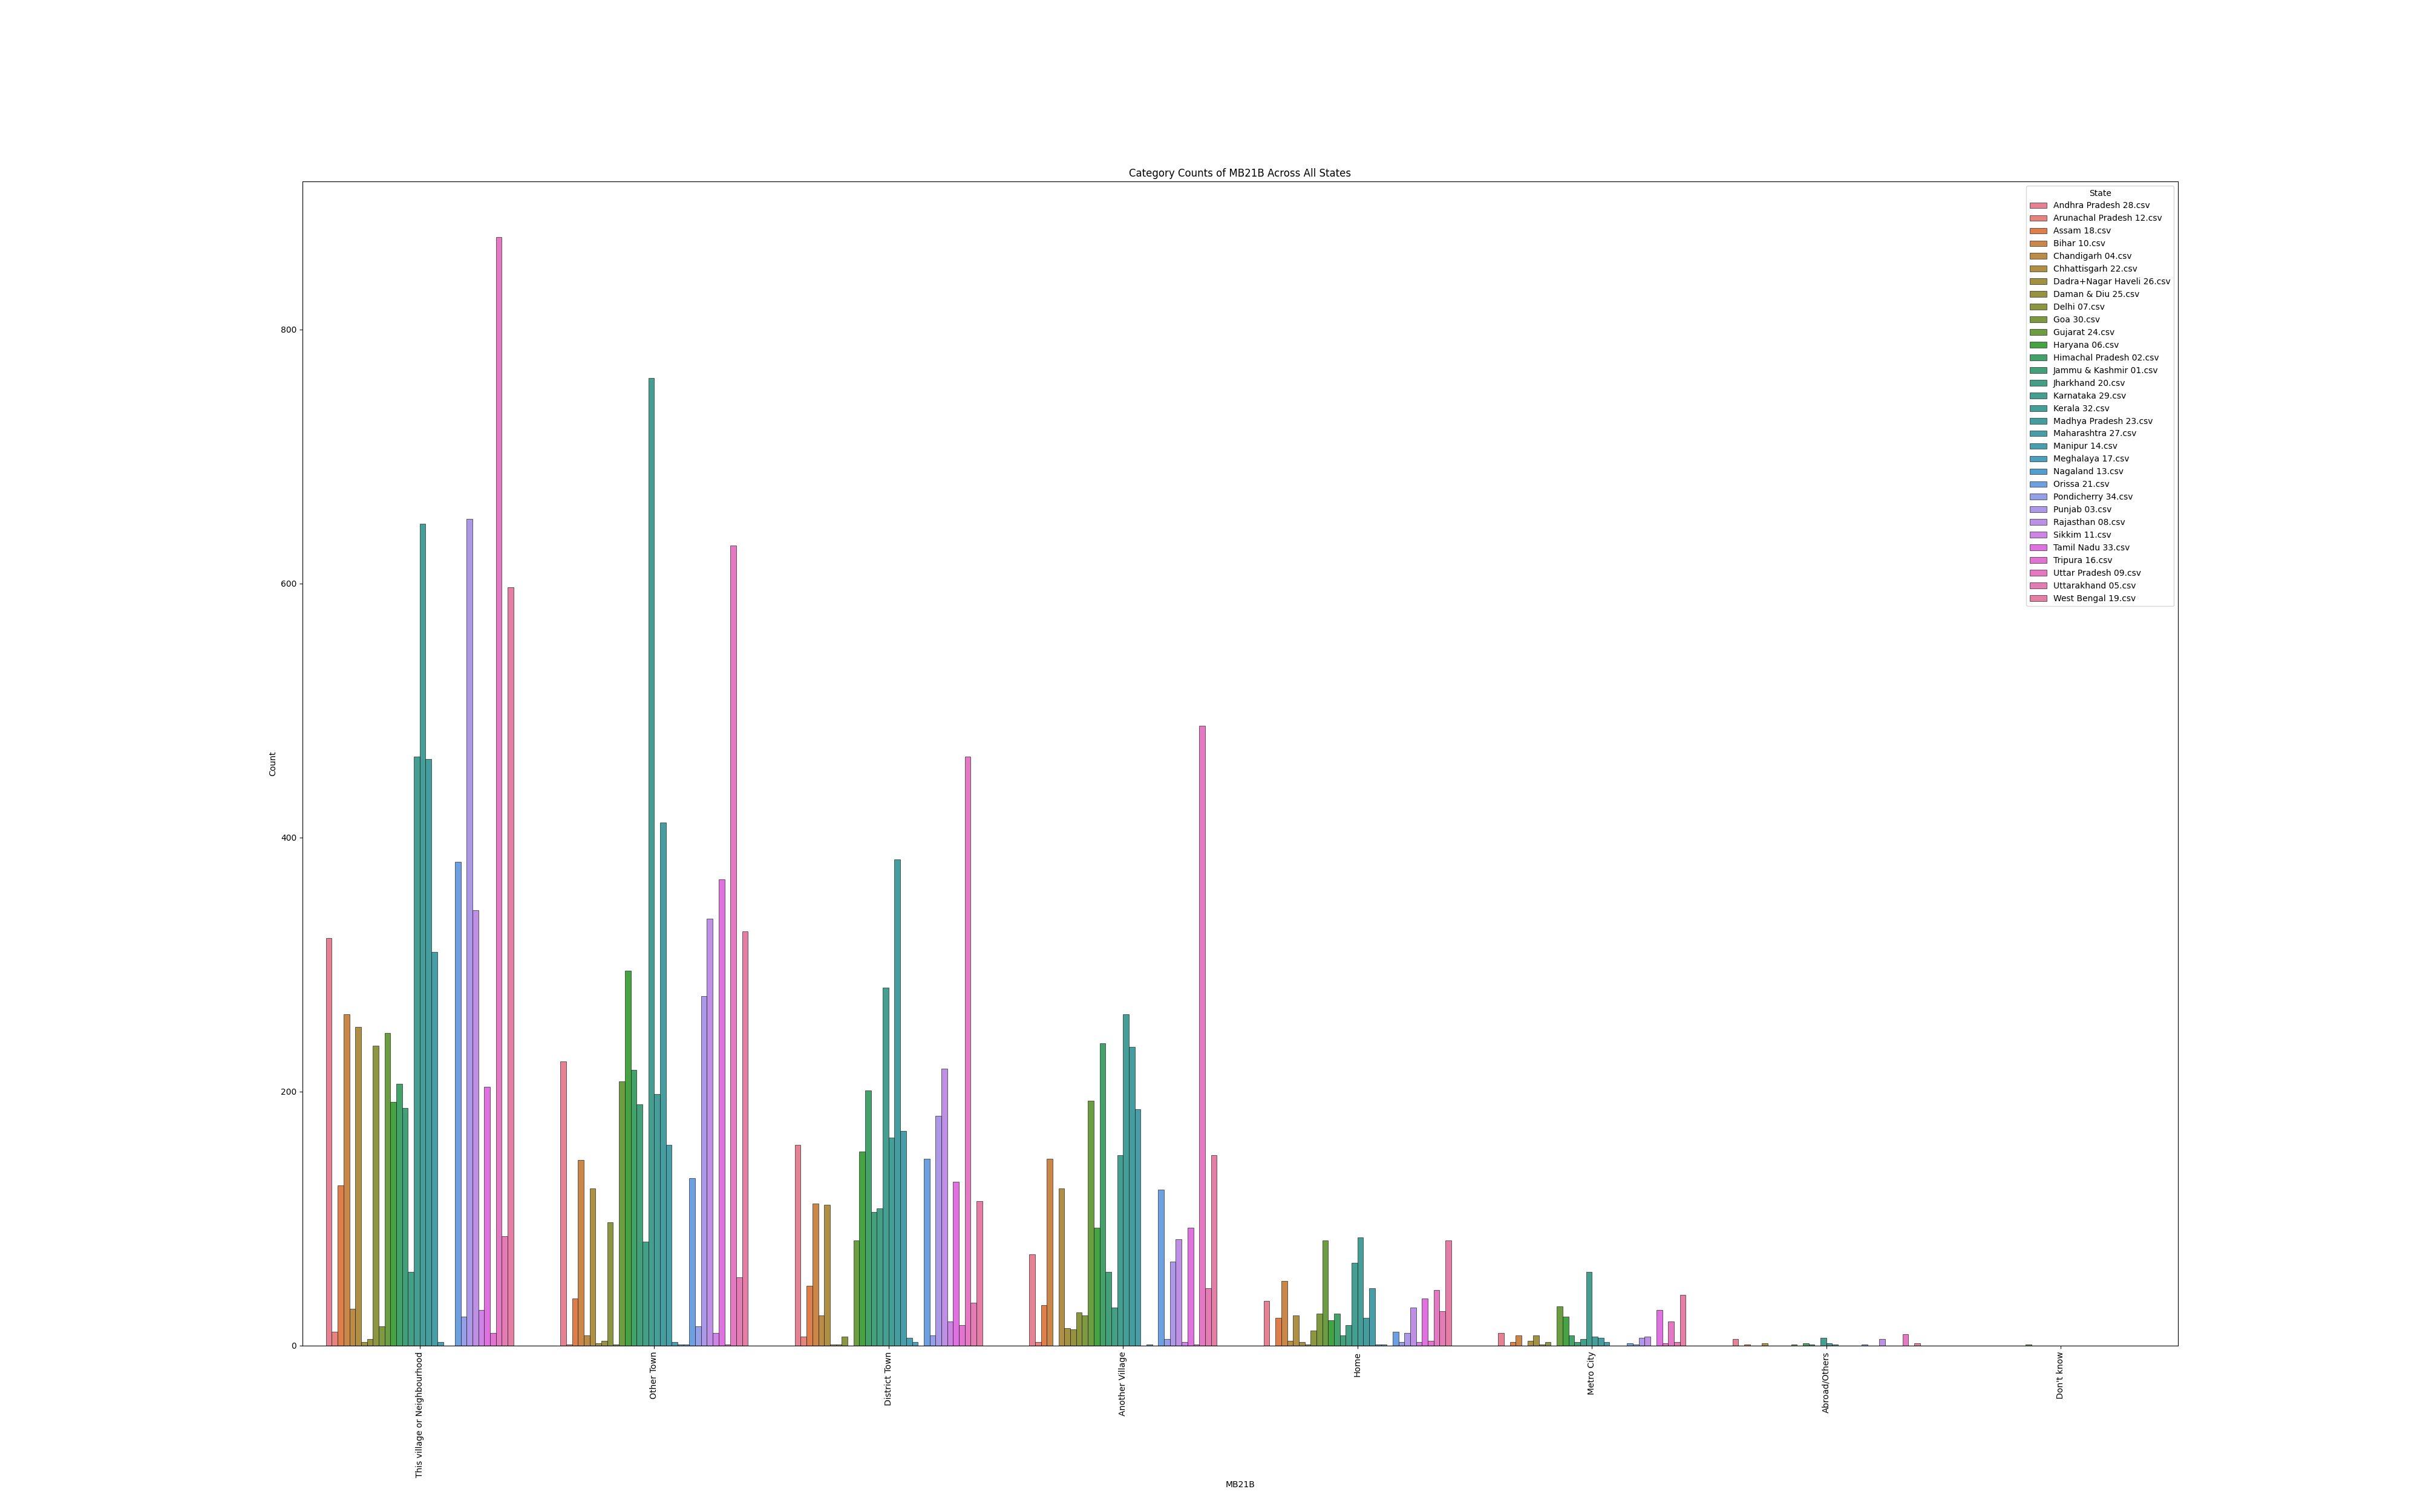 Category Counts of MB21B Across All States
State
Andhra Pradesh 28.csv
Arunachal Pradesh 12.csv
Assam 18.csv
Bihar 10.csv
Chandigarh 04.csv
Chhattisgarh 22.csv
Dadra+Nagar Haveli 26.csv
Daman & Diu 25.csv
Delhi 07.csv
Goa 30.csv
Gujarat 24.csv
Haryana 06.csv
Himachal Pradesh 02.csv
Jammu & Kashmir 01.csv
Jharkhand 20.csv
Karnataka 29.csv
Kerala 32.csv
Madhya Pradesh 23.csv
Maharashtra 27.csv
Manipur 14.csv
Meghalaya 17.csv
Nagaland 13.csv
Orissa 21.csv
Pondicherry 34.csv
Punjab 03.csv
Rajasthan 08.csv
Sikkim 11.csv
Tamil Nadu 33.csv
Tripura 16.csv
Uttar Pradesh 09.csv
Uttarakhand 05.csv
West Bengal 19.csv
800
600
400
200
0
Count
This village or Neighbourhood
Other Town
District Town
Another Village
Home
Metro City
Abroad/Others
Don't know
MB21B